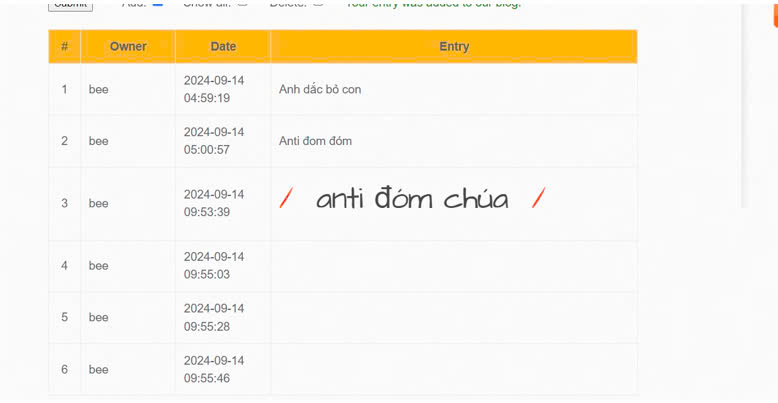 Submit Add: Show all: Delete: Your entry was added to our blog!
# Owner Date Entry
1 bee 2024-09-14 04:59:19 Anh dấc bỏ con
2 bee 2024-09-14 05:00:57 Anti đom đóm
3 bee 2024-09-14 09:53:39 / anti đóm chúa /
4 bee 2024-09-14 09:55:03
5 bee 2024-09-14 09:55:28
6 bee 2024-09-14 09:55:46